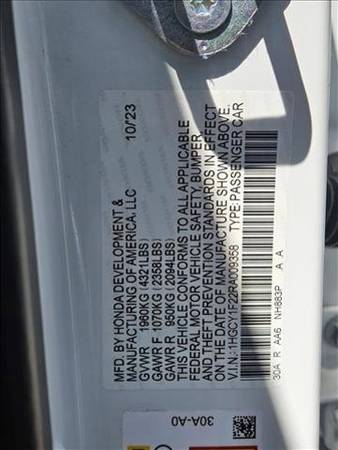 MFD BY HONDA DEVELOPMENT &
MANUFACTURING OF AMERICA, LLC 10/'23
GVWR 1960KG (4321LBS)
GAWR F 1070KG (2358LBS)
GAWR R 950KG (2094LBS)
THIS VEHICLE CONFORMS TO ALL APPLICABLE
FEDERAL MOTOR VEHICLE SAFETY, BUMPER,
AND THEFT PREVENTION STANDARDS IN EFFECT
ON THE DATE OF MANUFACTURE SHOWN ABOVE.
V.I.N.:1HGCY1F22RA009358 TYPE:PASSENGER CAR
30A R AA6 NH883P A A
30A-A0